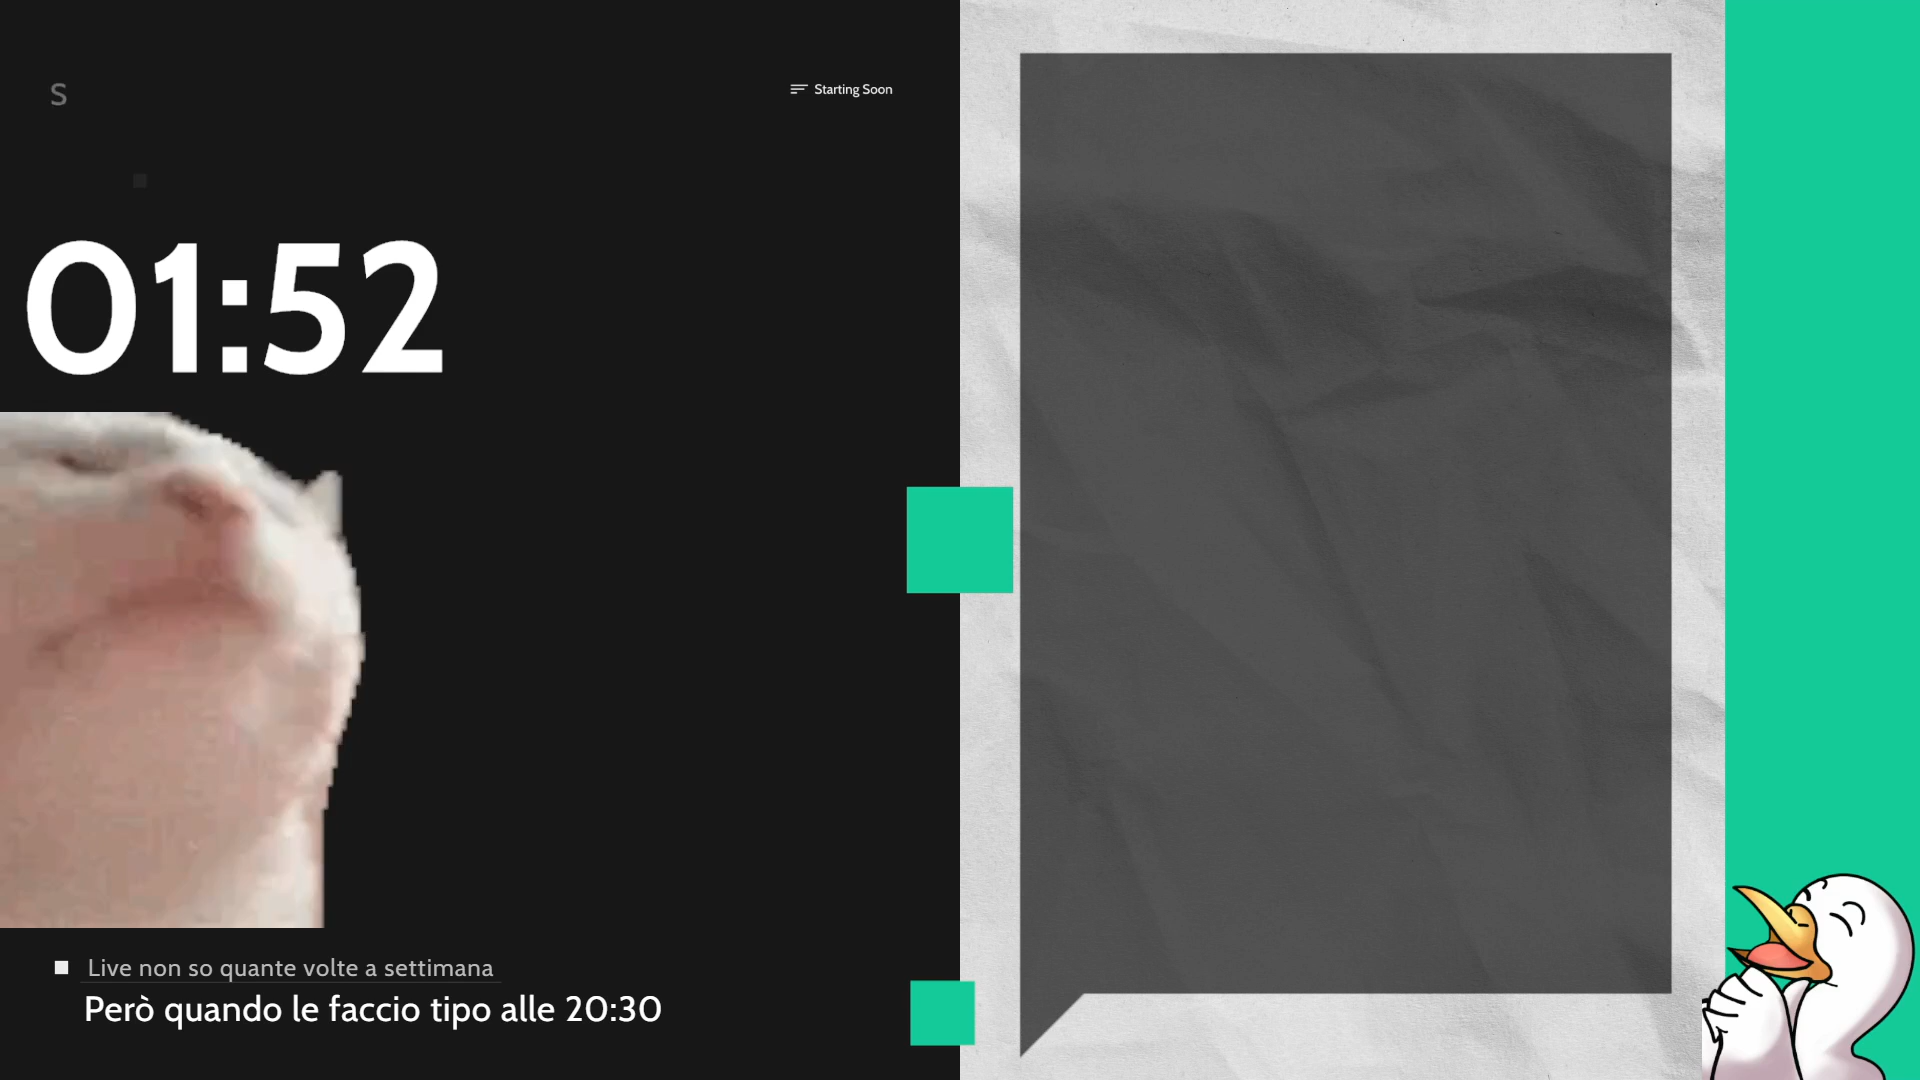 S
Starting Soon
01:52
Live non so quante volte a settimana
Però quando le faccio tipo alle 20:30